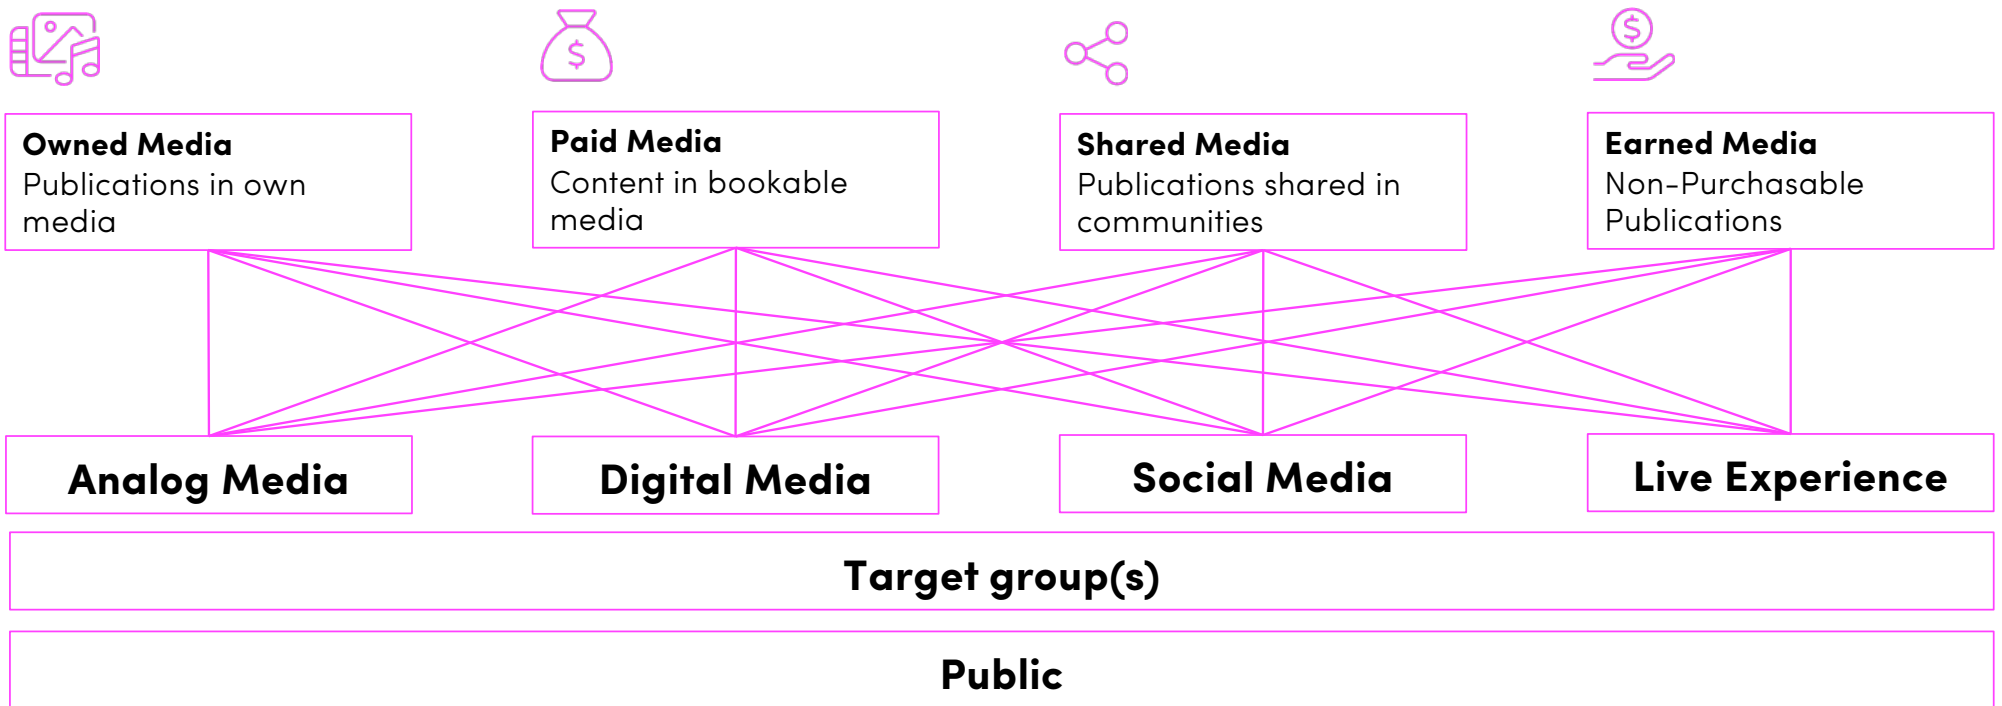 Owned Media
Publications in own
media
Paid Media
Content in bookable
media
Shared Media
Publications shared in
communities
Earned Media
Non-Purchasable
Publications
Analog Media
Digital Media
Social Media
Live Experience
Target group(s)
Public
$
$